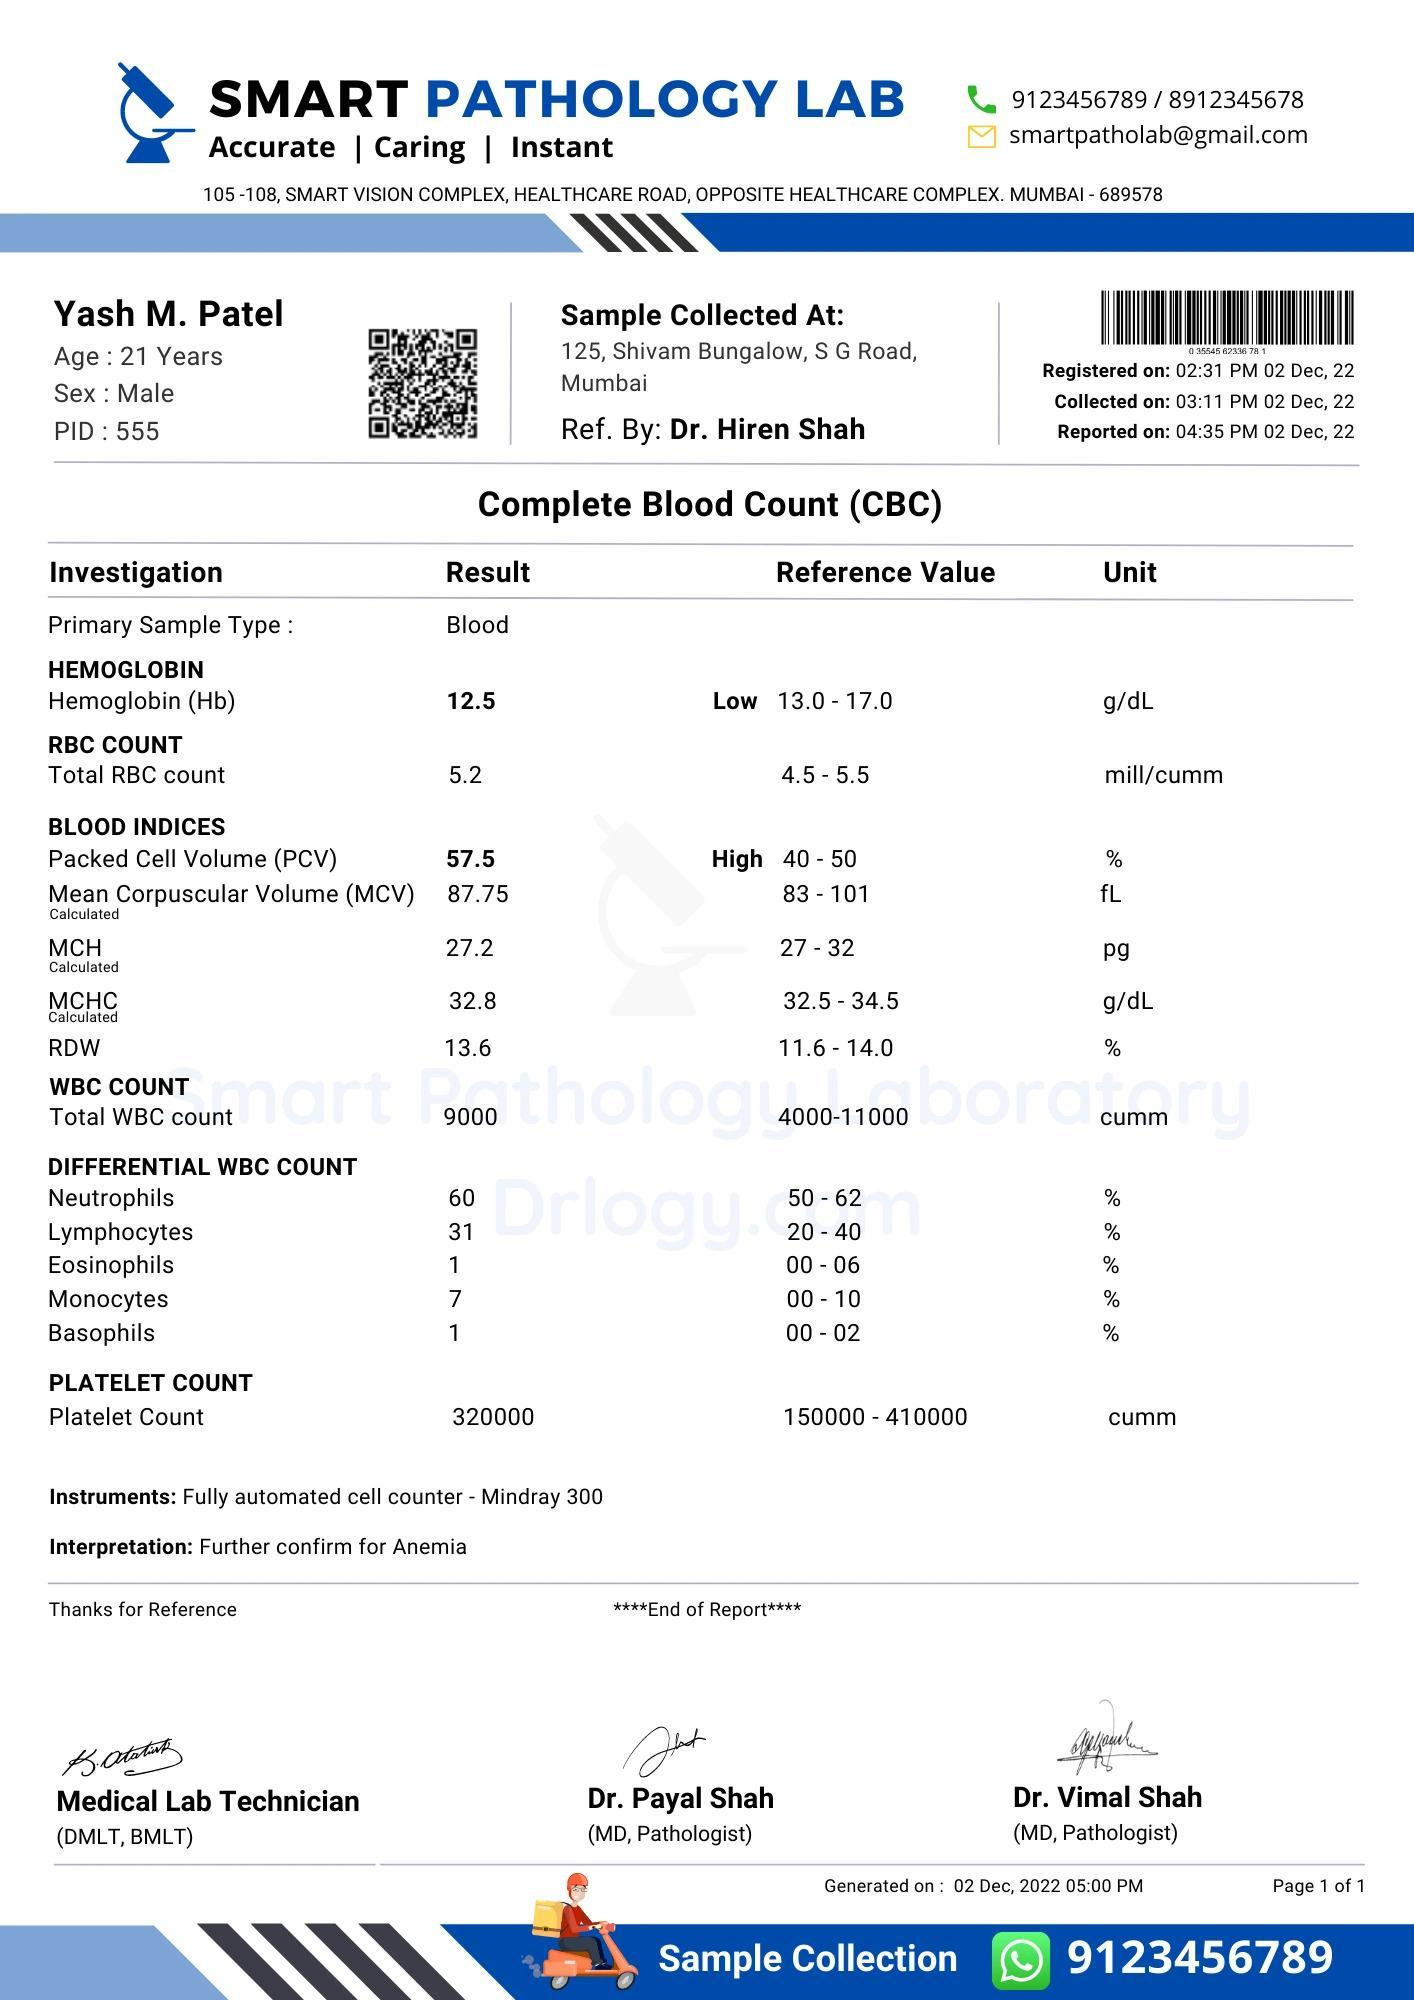 SMART PATHOLOGY LAB
Accurate | Caring | Instant
9123456789 / 8912345678
smartpatholab@gmail.com
105 -108, SMART VISION COMPLEX, HEALTHCARE ROAD, OPPOSITE HEALTHCARE COMPLEX. MUMBAI - 689578
Yash M. Patel
Age : 21 Years
Sex : Male
PID : 555
Sample Collected At:
125, Shivam Bungalow, S G Road,
Mumbai
Ref. By: Dr. Hiren Shah
0 35545 62336 78 1
Registered on: 02:31 PM 02 Dec, 22
Collected on: 03:11 PM 02 Dec, 22
Reported on: 04:35 PM 02 Dec, 22
Complete Blood Count (CBC)
Investigation Result Reference Value Unit
Primary Sample Type : Blood
HEMOGLOBIN
Hemoglobin (Hb) 12.5 Low 13.0 - 17.0 g/dL
RBC COUNT
Total RBC count 5.2 4.5 - 5.5 mill/cumm
BLOOD INDICES
Packed Cell Volume (PCV) 57.5 High 40 - 50 %
Mean Corpuscular Volume (MCV) 87.75 83 - 101 fL
Calculated
MCH 27.2 27 - 32 pg
Calculated
MCHC 32.8 32.5 - 34.5 g/dL
Calculated
RDW 13.6 11.6 - 14.0 %
Smart Pathology Laboratory
WBC COUNT
Total WBC count 9000 4000-11000 cumm
DIFFERENTIAL WBC COUNT
Neutrophils 60 50 - 62 %
Drlogy.com
Lymphocytes 31 20 - 40 %
Eosinophils 1 00 - 06 %
Monocytes 7 00 - 10 %
Basophils 1 00 - 02 %
PLATELET COUNT
Platelet Count 320000 150000 - 410000 cumm
Instruments: Fully automated cell counter - Mindray 300
Interpretation: Further confirm for Anemia
Thanks for Reference ****End of Report****
Medical Lab Technician
(DMLT, BMLT)
Dr. Payal Shah
(MD, Pathologist)
Dr. Vimal Shah
(MD, Pathologist)
Generated on : 02 Dec, 2022 05:00 PM Page 1 of 1
Sample Collection 9123456789